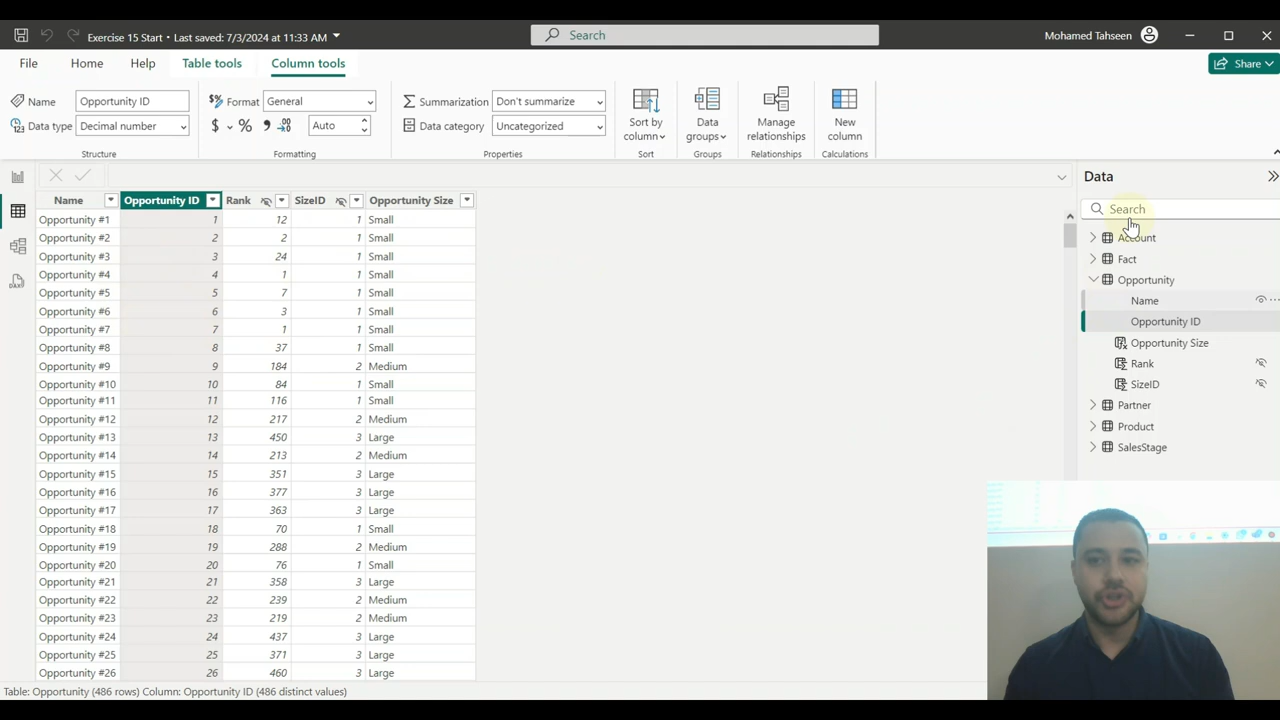 Exercise 15 Start • Last saved: 7/3/2024 at 11:33 AM
Search
Mohamed Tahseen
File Home Help Table tools Column tools
Share
Name Opportunity ID
Data type Decimal number
Structure
Format General
$ % , Auto
Formatting
Summarization Don't summarize
Data category Uncategorized
Properties
Sort by column
Sort
Data groups
Groups
Manage relationships
Relationships
New column
Calculations
Name Opportunity ID Rank SizeID Opportunity Size
Opportunity #1 1 12 1 Small
Opportunity #2 2 2 1 Small
Opportunity #3 3 24 1 Small
Opportunity #4 4 1 1 Small
Opportunity #5 5 7 1 Small
Opportunity #6 6 3 1 Small
Opportunity #7 7 1 1 Small
Opportunity #8 8 37 1 Small
Opportunity #9 9 184 2 Medium
Opportunity #10 10 84 1 Small
Opportunity #11 11 116 1 Small
Opportunity #12 12 217 2 Medium
Opportunity #13 13 450 3 Large
Opportunity #14 14 213 2 Medium
Opportunity #15 15 351 3 Large
Opportunity #16 16 377 3 Large
Opportunity #17 17 363 3 Large
Opportunity #18 18 70 1 Small
Opportunity #19 19 288 2 Medium
Opportunity #20 20 76 1 Small
Opportunity #21 21 358 3 Large
Opportunity #22 22 239 2 Medium
Opportunity #23 23 219 2 Medium
Opportunity #24 24 437 3 Large
Opportunity #25 25 371 3 Large
Opportunity #26 26 460 3 Large
Data
Search
Account
Fact
Opportunity
Name
Opportunity ID
Opportunity Size
Rank
SizeID
Partner
Product
SalesStage
Table: Opportunity (486 rows) Column: Opportunity ID (486 distinct values)